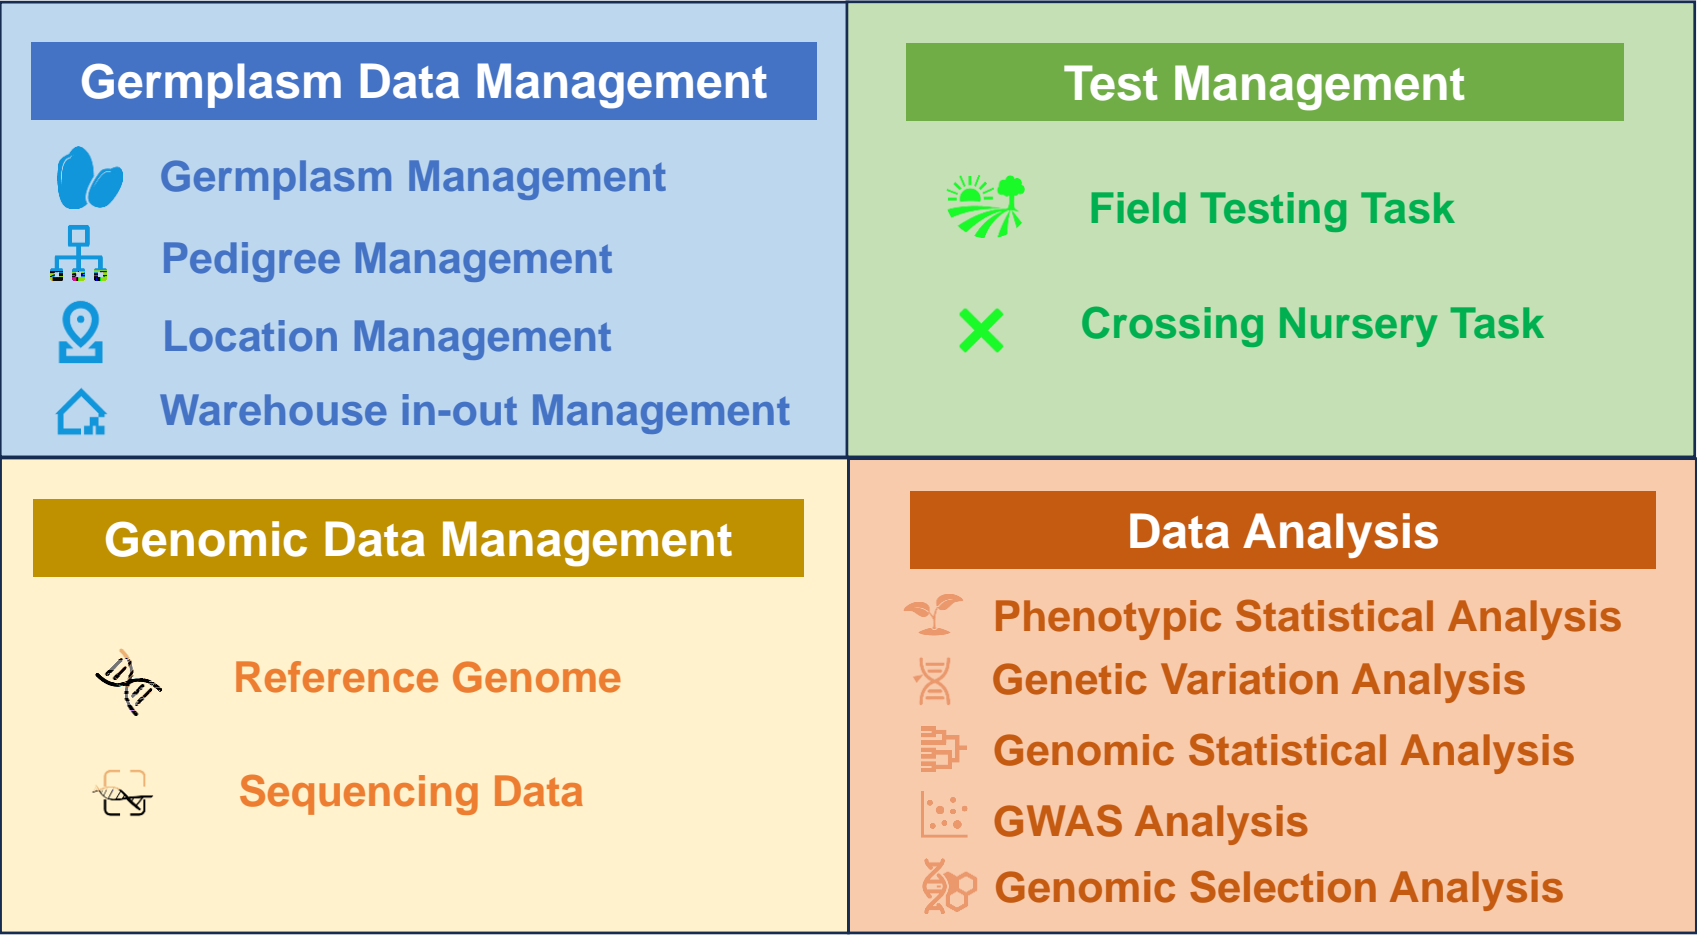 Germplasm Data Management
Germplasm Management
Pedigree Management
Location Management
Warehouse in-out Management
Test Management
Field Testing Task
Crossing Nursery Task
Genomic Data Management
Reference Genome
Sequencing Data
Data Analysis
Phenotypic Statistical Analysis
Genetic Variation Analysis
Genomic Statistical Analysis
GWAS Analysis
Genomic Selection Analysis